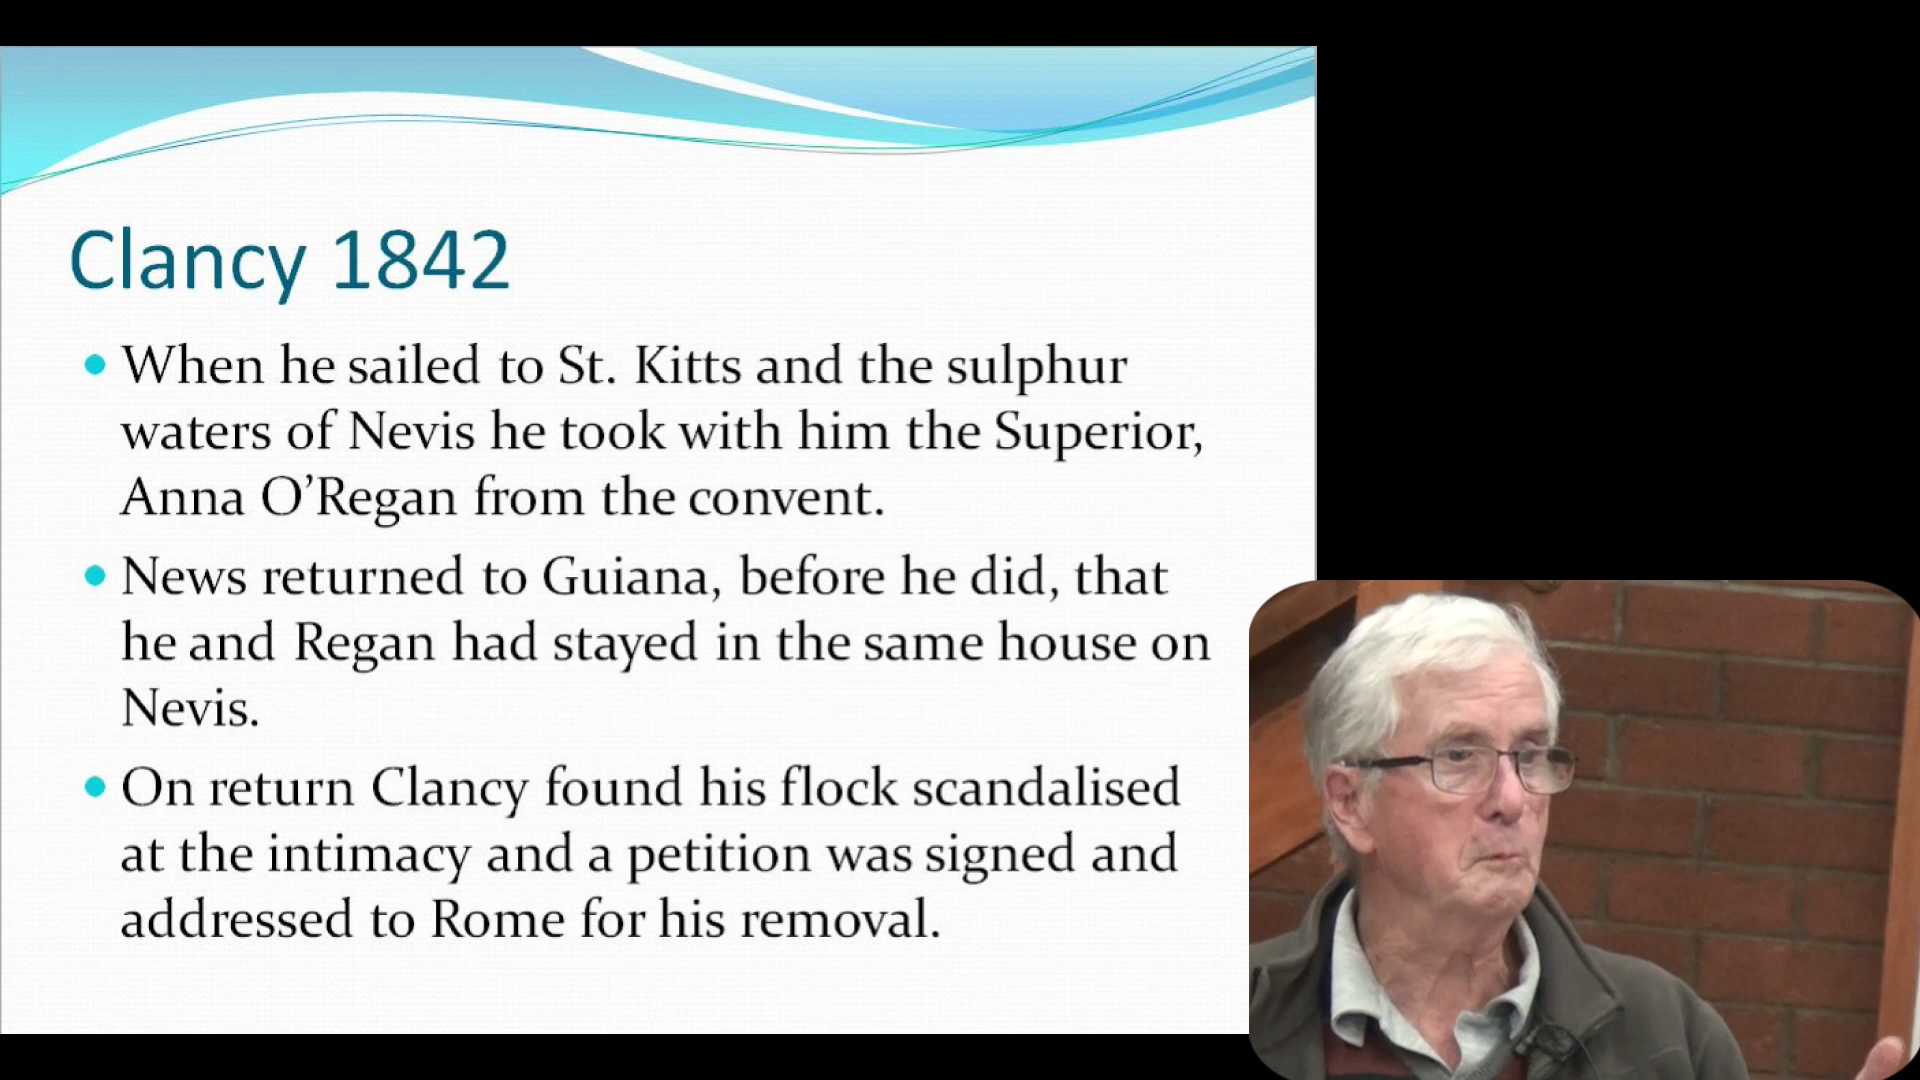 Clancy 1842
When he sailed to St. Kitts and the sulphur
waters of Nevis he took with him the Superior,
Anna O’Regan from the convent.
News returned to Guiana, before he did, that
he and Regan had stayed in the same house on
Nevis.
On return Clancy found his flock scandalised
at the intimacy and a petition was signed and
addressed to Rome for his removal.